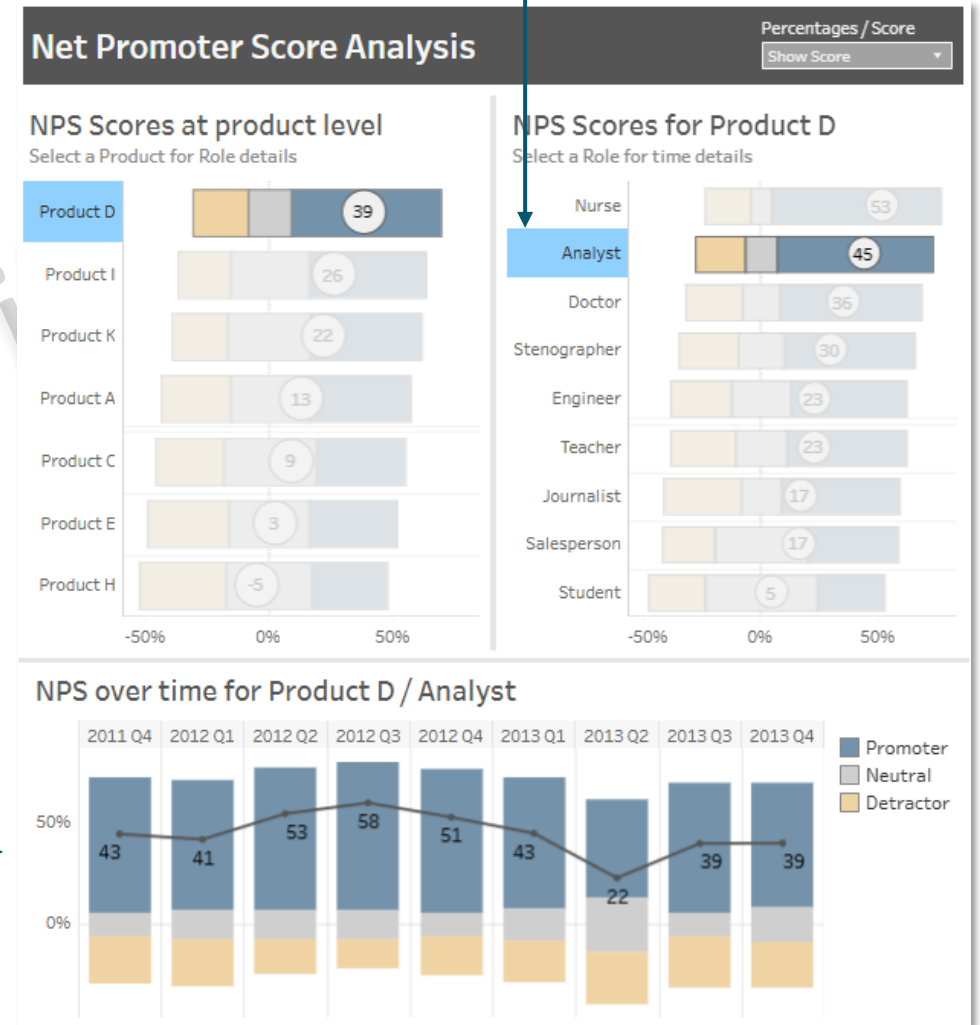 Net Promoter Score Analysis
Percentages / Score
Show Score
NPS Scores at product level
Select a Product for Role details
Product D
39
Product I
26
Product K
22
Product A
13
Product C
9
Product E
3
Product H
-5
-50% 0% 50%
NPS Scores for Product D
Select a Role for time details
Nurse
53
Analyst
45
Doctor
36
Stenographer
30
Engineer
23
Teacher
23
Journalist
17
Salesperson
17
Student
5
-50% 0% 50%
NPS over time for Product D / Analyst
2011 Q4 2012 Q1 2012 Q2 2012 Q3 2012 Q4 2013 Q1 2013 Q2 2013 Q3 2013 Q4
50%
0%
43 41 53 58 51 43 22 39 39
Promoter
Neutral
Detractor